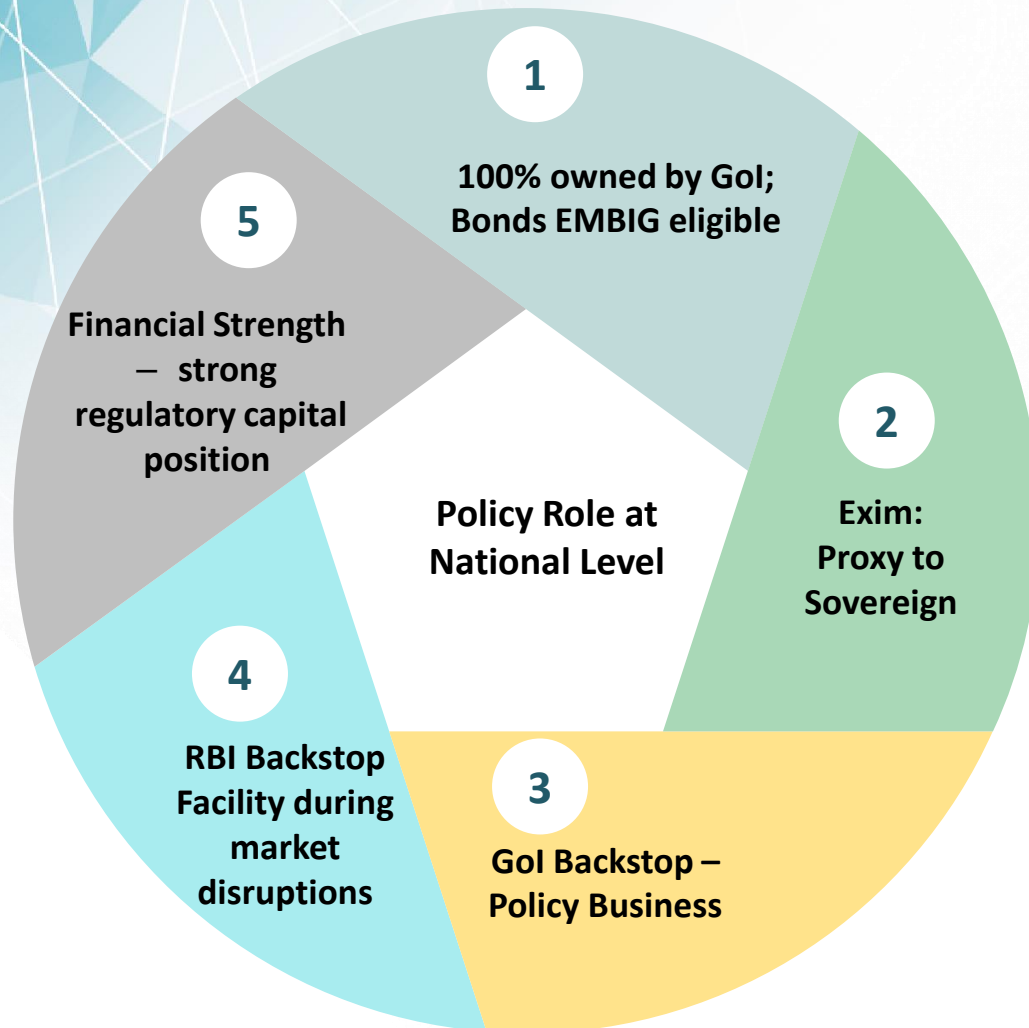 1
100% owned by GoI;
Bonds EMBIG eligible
2
Exim:
Proxy to
Sovereign
3
GoI Backstop –
Policy Business
4
RBI Backstop
Facility during
market
disruptions
5
Financial Strength
– strong
regulatory capital
position
Policy Role at
National Level